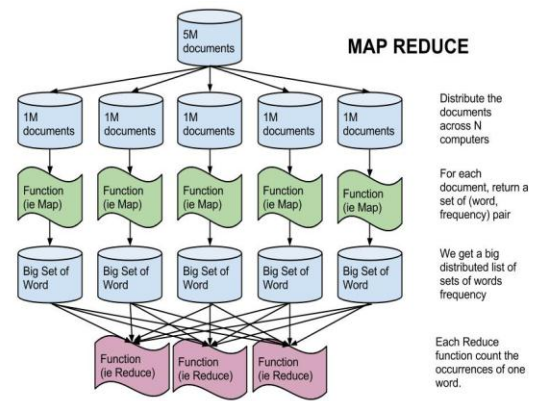 5M
documents
MAP REDUCE
1M
documents
1M
documents
1M
documents
1M
documents
1M
documents
Distribute the
documents
across N
computers
Function
(ie Map)
Function
(ie Map)
Function
(ie Map)
Function
(ie Map)
Function
(ie Map)
For each
document, return a
set of (word,
frequency) pair
Big Set of
Word
Big Set of
Word
Big Set of
Word
Big Set of
Word
Big Set of
Word
We get a big
distributed list of
sets of words
frequency
Function
(ie Reduce)
Function
(ie Reduce)
Function
(ie Reduce)
Each Reduce
function count the
occurrences of one
word.